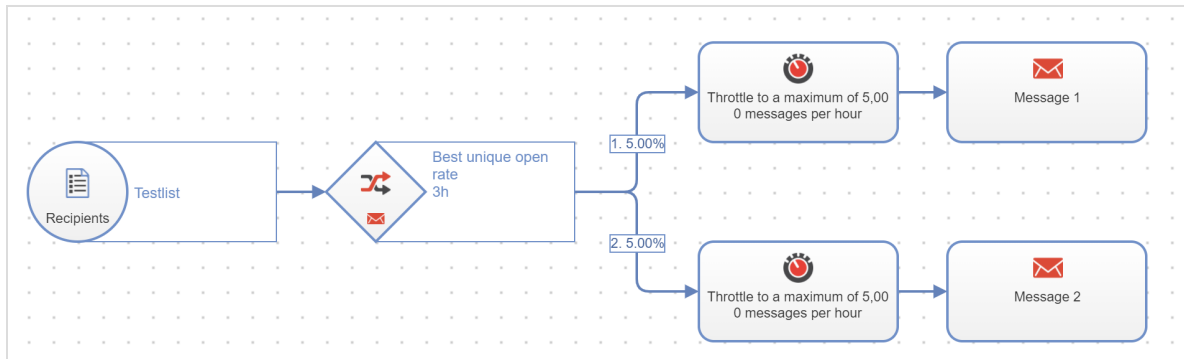 Recipients
Testlist
Best unique open
rate
3h
1. 5.00%
Throttle to a maximum of 5,00
0 messages per hour
Message 1
2. 5.00%
Throttle to a maximum of 5,00
0 messages per hour
Message 2